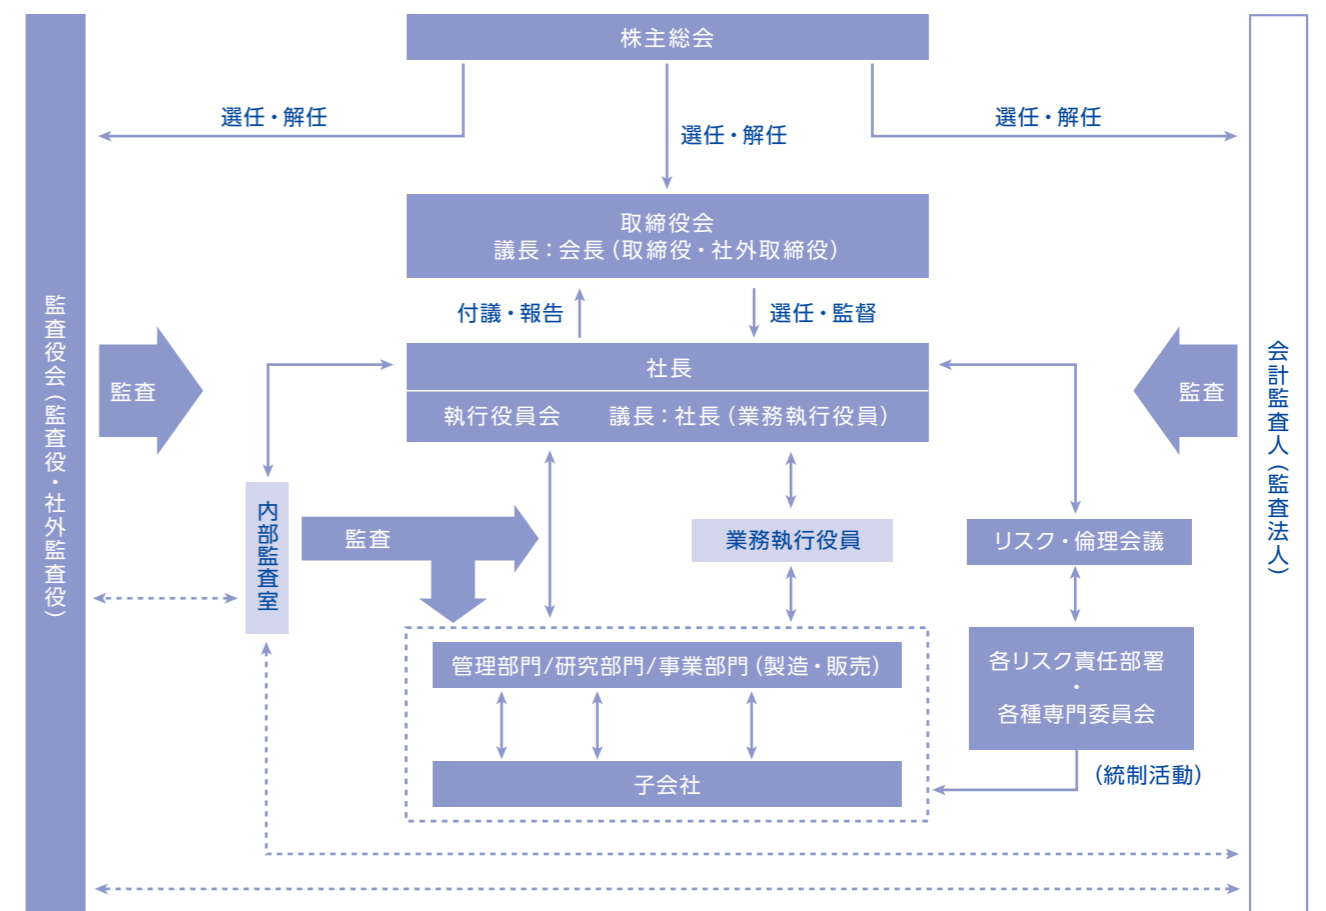 株主総会
選任・解任
選任・解任
選任・解任
取締役会
議長：会長（取締役・社外取締役）
付議・報告
選任・監督
監査役会（監査役・社外監査役）
監査
社長
執行役員会　議長：社長（業務執行役員）
監査
会計監査人（監査法人）
内部監査室
監査
業務執行役員
リスク・倫理会議
管理部門/研究部門/事業部門（製造・販売）
各リスク責任部署
・
各種専門委員会
子会社
（統制活動）